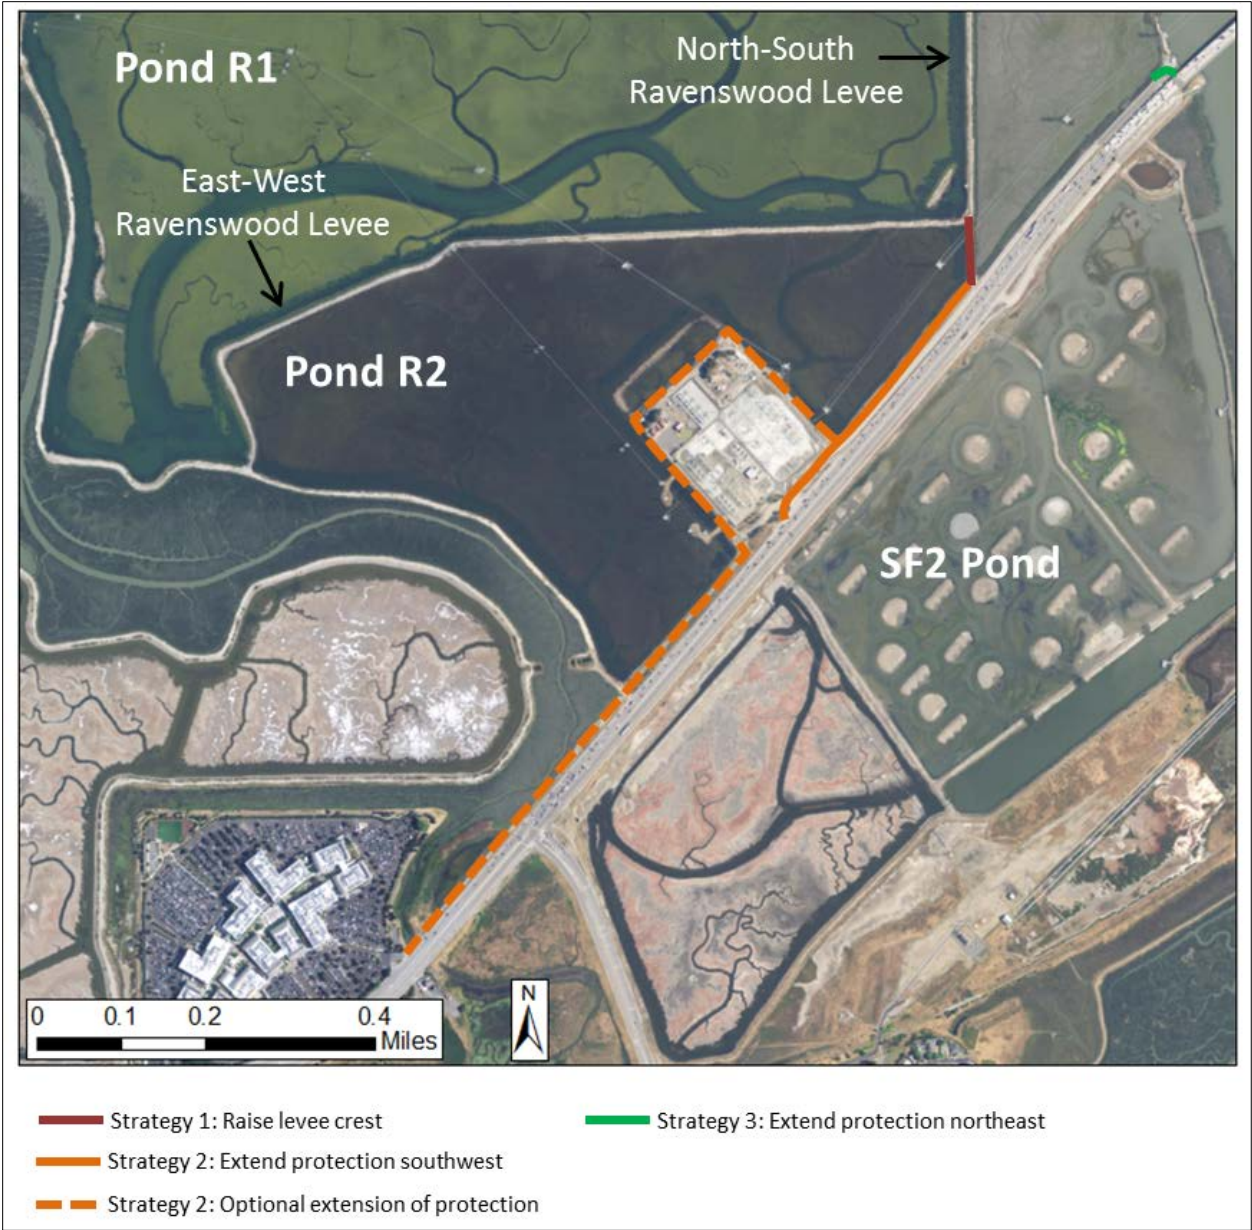 Pond R1
North-South
Ravenswood Levee
East-West
Ravenswood Levee
Pond R2
SF2 Pond
N
0 0.1 0.2 0.4
Miles
Strategy 1: Raise levee crest
Strategy 3: Extend protection northeast
Strategy 2: Extend protection southwest
Strategy 2: Optional extension of protection